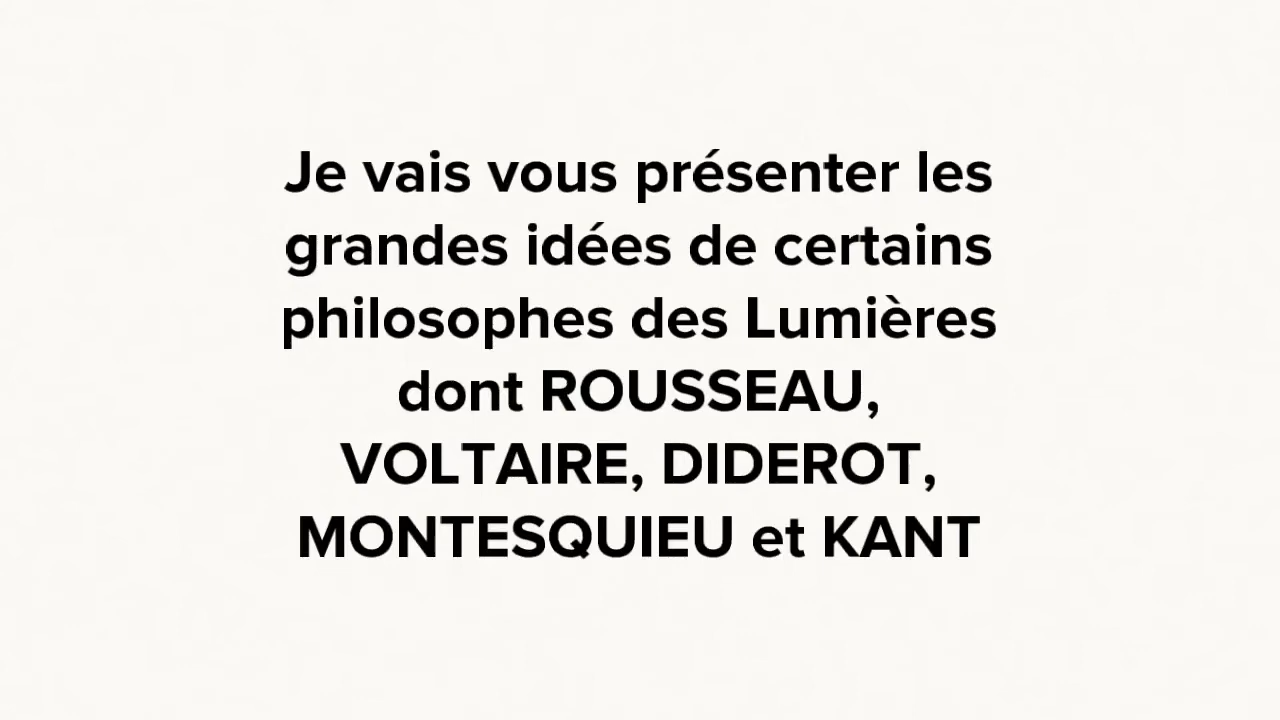 Je vais vous présenter les
grandes idées de certains
philosophes des Lumières
dont ROUSSEAU,
VOLTAIRE, DIDEROT,
MONTESQUIEU et KANT